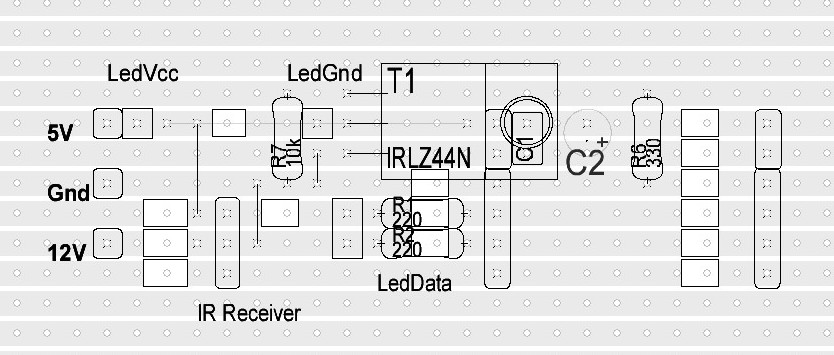 LedVcc
LedGnd
T1
5V
R7
10k
C1
C2
+
R6
330
IRLZ44N
Gnd
R1
220
R2
220
12V
LedData
IR Receiver